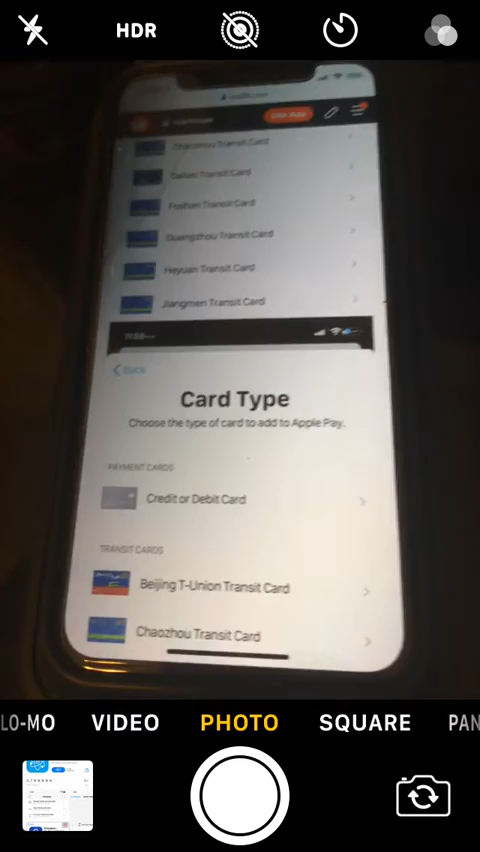 HDR
Chaozhou Transit Card
Dalian Transit Card
Foshan Transit Card
Guangzhou Transit Card
Heyuan Transit Card
Jiangmen Transit Card
Back
Card Type
Choose the type of card to add to Apple Pay.
PAYMENT CARDS
Credit or Debit Card
TRANSIT CARDS
Beijing T-Union Transit Card
Chaozhou Transit Card
LO-MO VIDEO PHOTO SQUARE PAN